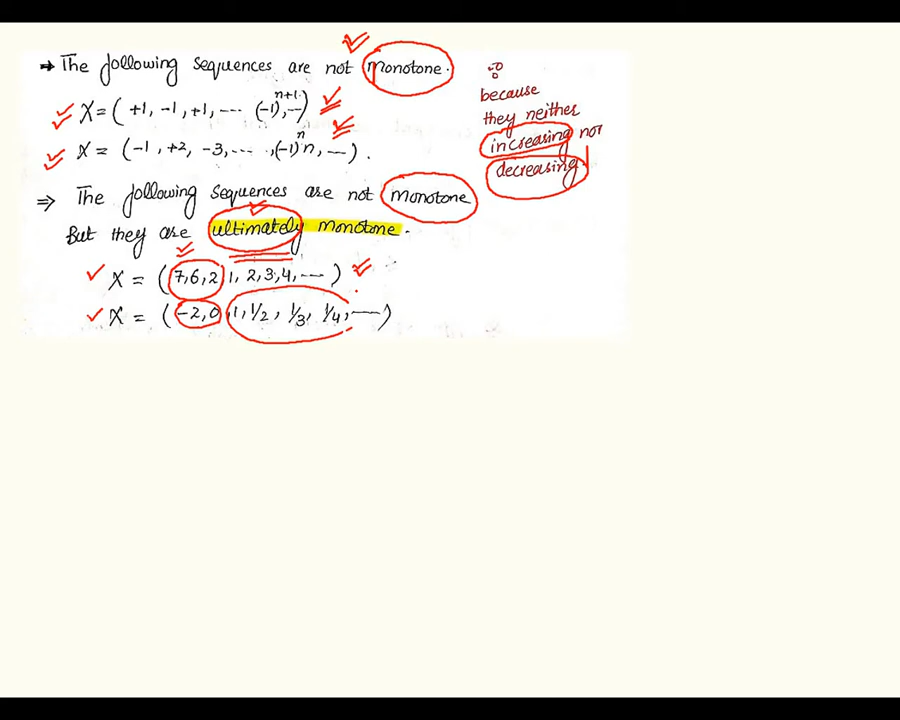 → The following sequences are not monotone.
X = ( +1, -1, +1, ... (-1)ⁿ⁺¹, ... )
X = ( -1, +2, -3, ... , (-1)ⁿ n, ... ).
∵ because
they neither
increasing nor
decreasing
⇒ The following sequences are not monotone
But they are ultimately monotone.
X = ( 7, 6, 2, 1, 2, 3, 4, ... )
X = ( -2, 0, 1, 1/2, 1/3, 1/4, ... )